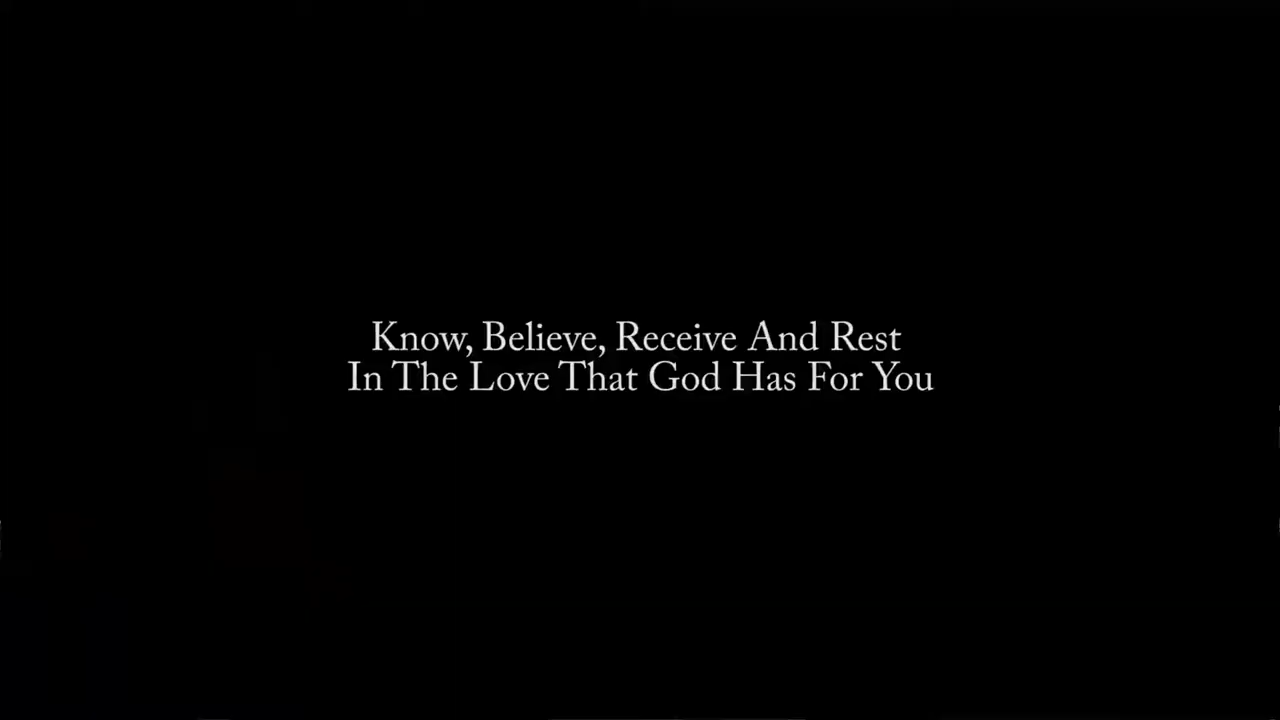 Know, Believe, Receive And Rest
In The Love That God Has For You